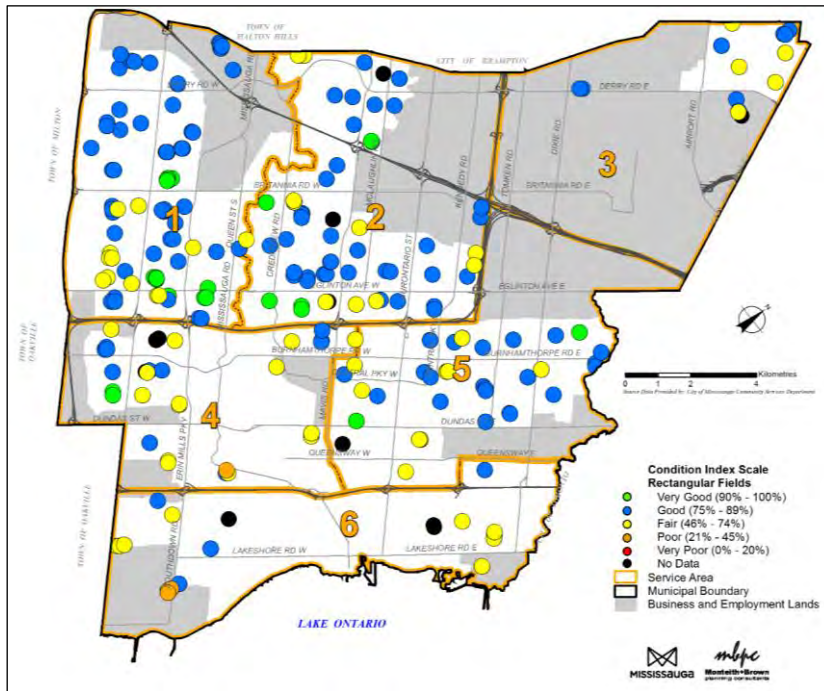 TOWN OF
HALTON HILLS
CITY OF BRAMPTON
MISSISSAUGA RD
DERRY RD E
TOWN OF MILTON
AIRPORT RD
DIXIE RD
3
KENNEDY RD
TOMKEN RD
MCLAUGHLIN
BRITANNIA RD W
BRITANNIA RD E
1
QUEEN ST S
2
MISSISSAUGA RD
EGLINTON AVE E
TOWN OF
OAKVILLE
BURNHAMTHORPE RD W
BURNHAMTHORPE RD E
5
MAVIS RD
4
DUNDAS ST W
DUNDAS
ERIN MILLS PKY
QUEENSWAY W
QUEENSWAY E
TOWN OF OAKVILLE
6
SOUTHDOWN RD
LAKESHORE RD W
LAKESHORE RD E
LAKE ONTARIO
0 1 2 4 Kilometres
Source Data Provided by: City of Mississauga Community Services Department
Condition Index Scale
Rectangular Fields
Very Good (90% - 100%)
Good (75% - 89%)
Fair (46% - 74%)
Poor (21% - 45%)
Very Poor (0% - 20%)
No Data
Service Area
Municipal Boundary
Business and Employment Lands
MISSISSAUGA
mbpc
Monteith+Brown
planning consultants